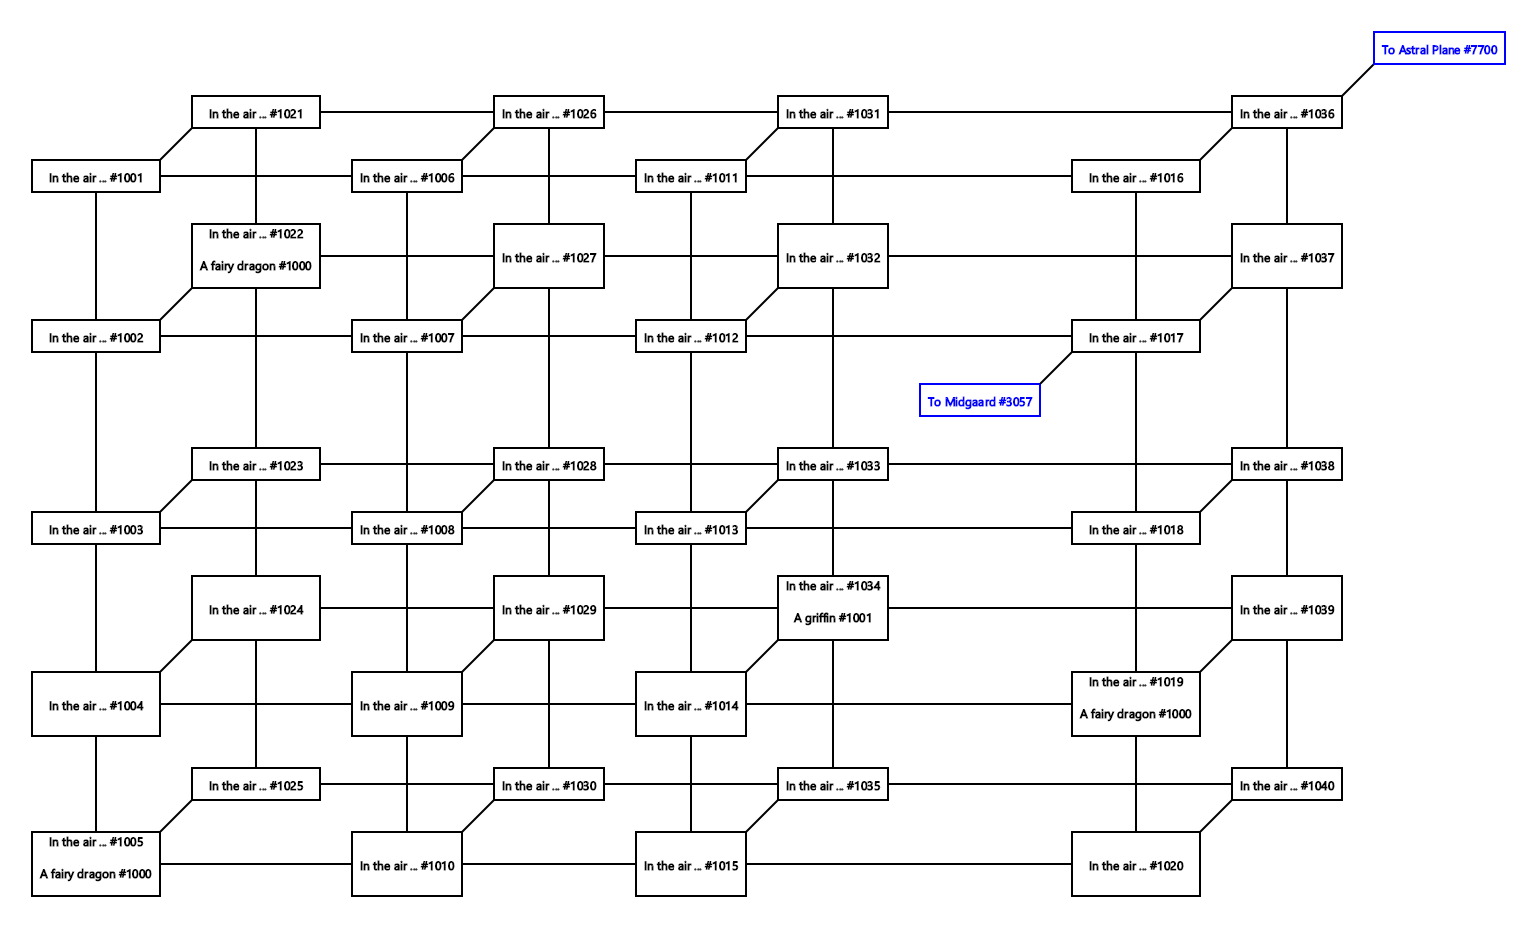 To Astral Plane #7700
In the air ... #1021
In the air ... #1026
In the air ... #1031
In the air ... #1036
In the air ... #1001
In the air ... #1006
In the air ... #1011
In the air ... #1016
In the air ... #1022
A fairy dragon #1000
In the air ... #1027
In the air ... #1032
In the air ... #1037
In the air ... #1002
In the air ... #1007
In the air ... #1012
In the air ... #1017
To Midgaard #3057
In the air ... #1023
In the air ... #1028
In the air ... #1033
In the air ... #1038
In the air ... #1003
In the air ... #1008
In the air ... #1013
In the air ... #1018
In the air ... #1024
In the air ... #1029
In the air ... #1034
A griffin #1001
In the air ... #1039
In the air ... #1004
In the air ... #1009
In the air ... #1014
In the air ... #1019
A fairy dragon #1000
In the air ... #1025
In the air ... #1030
In the air ... #1035
In the air ... #1040
In the air ... #1005
A fairy dragon #1000
In the air ... #1010
In the air ... #1015
In the air ... #1020